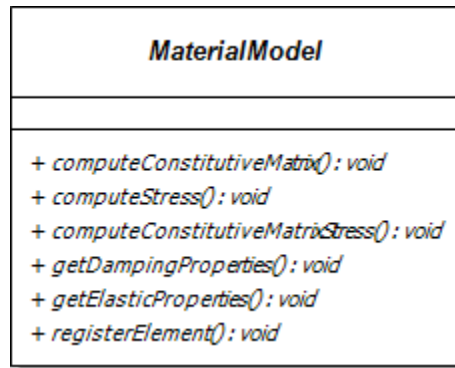 MaterialModel
+ computeConstitutiveMatrix() : void
+ computeStress() : void
+ computeConstitutiveMatrixStress() : void
+ getDampingProperties() : void
+ getElasticProperties() : void
+ registerElement() : void